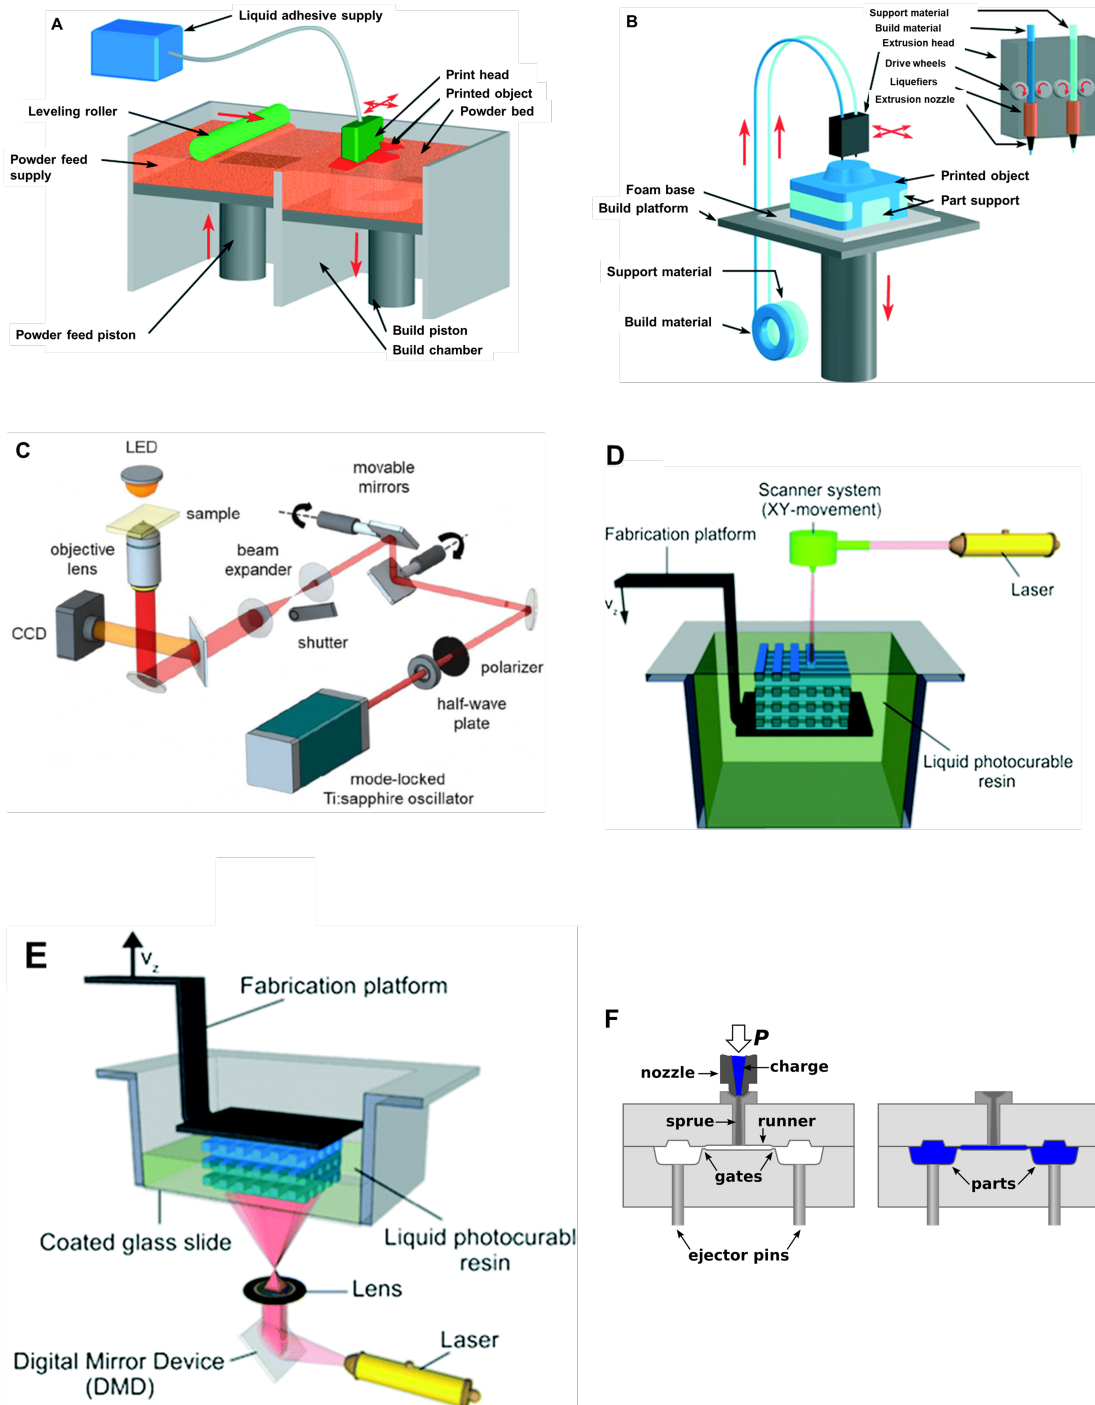 A
Liquid adhesive supply
Print head
Printed object
Powder bed
Leveling roller
Powder feed
supply
Powder feed piston
Build piston
Build chamber
B
Support material
Build material
Extrusion head
Drive wheels
Liquefiers
Extrusion nozzle
Printed object
Part support
Foam base
Build platform
Support material
Build material
C
LED
sample
objective
lens
CCD
beam
expander
shutter
movable
mirrors
polarizer
half-wave
plate
mode-locked
Ti:sapphire oscillator
D
Scanner system
(XY-movement)
Fabrication platform
Laser
vz
Liquid photocurable
resin
E
vz
Fabrication platform
Coated glass slide
Liquid photocurabl
resin
Lens
Laser
Digital Mirror Device
(DMD)
F
P
nozzle
charge
sprue
runner
gates
ejector pins
parts